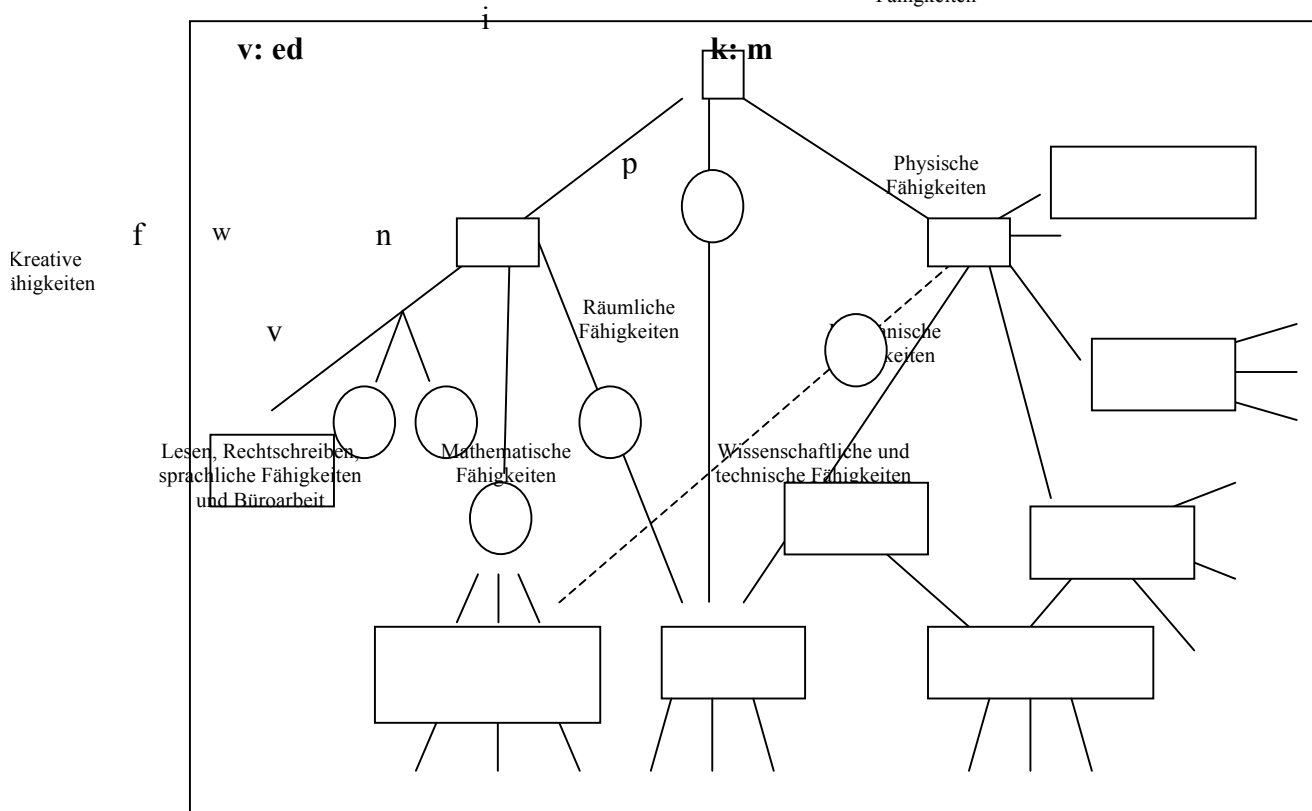 i
v: ed
k: m
p
Physische
Fähigkeiten
f
w
n
Kreative
Räumliche
Fähigkeiten
v
Lesen, Rechtschreiben,
sprachliche Fähigkeiten
und Büroarbeit
Mathematische
Fähigkeiten
Wissenschaftliche und
technische Fähigkeiten